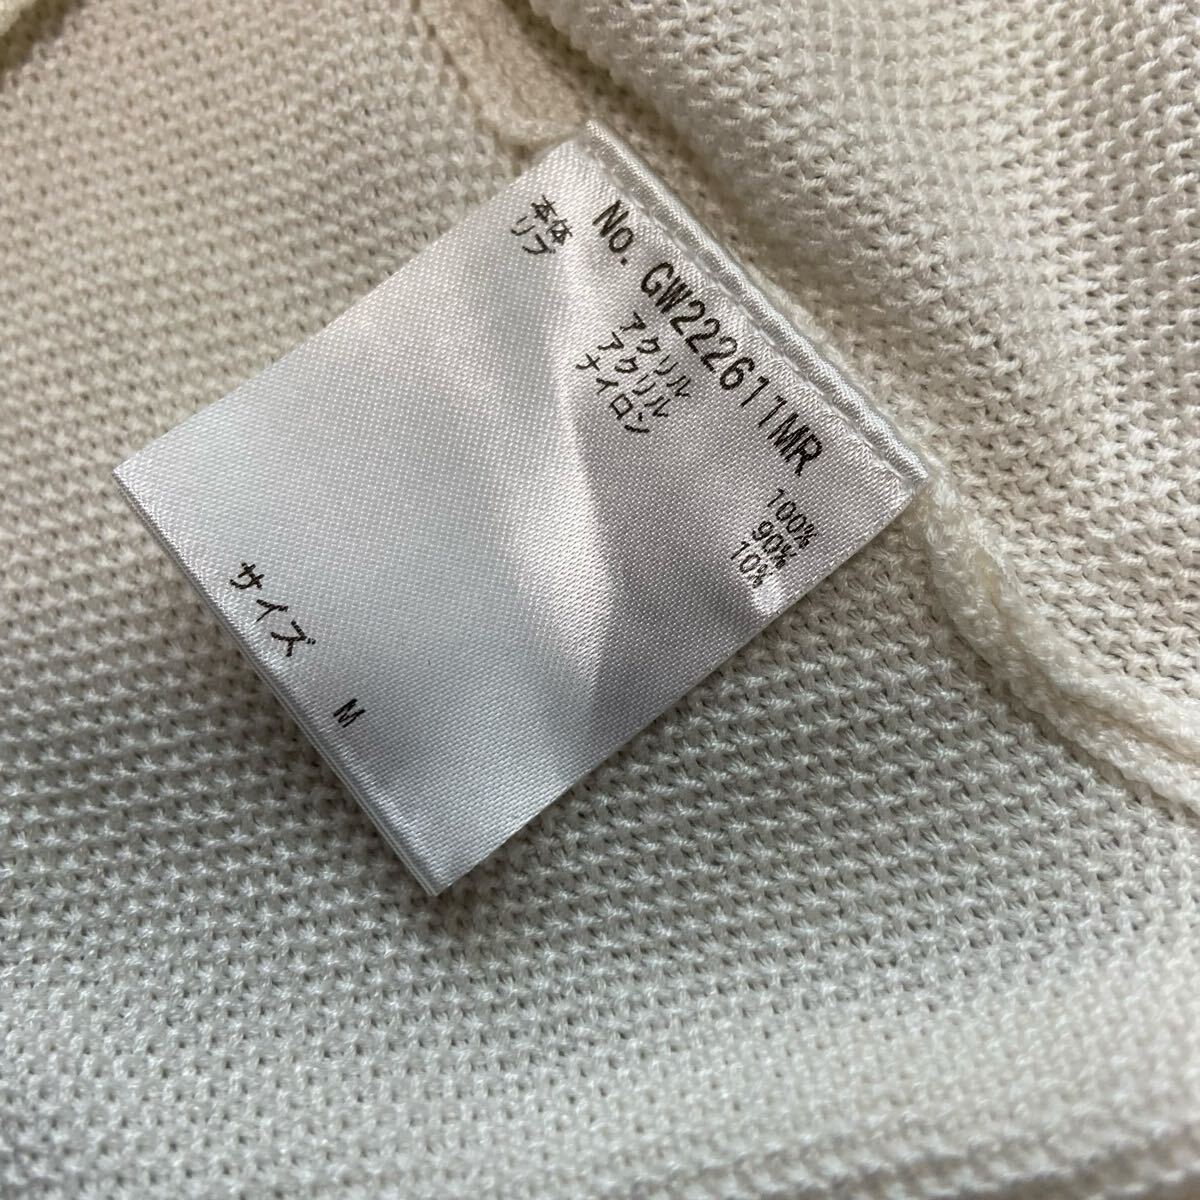 No. GW222611MR
本体 アクリル 100%
リブ アクリル 90%
ナイロン 10%
サイズ M